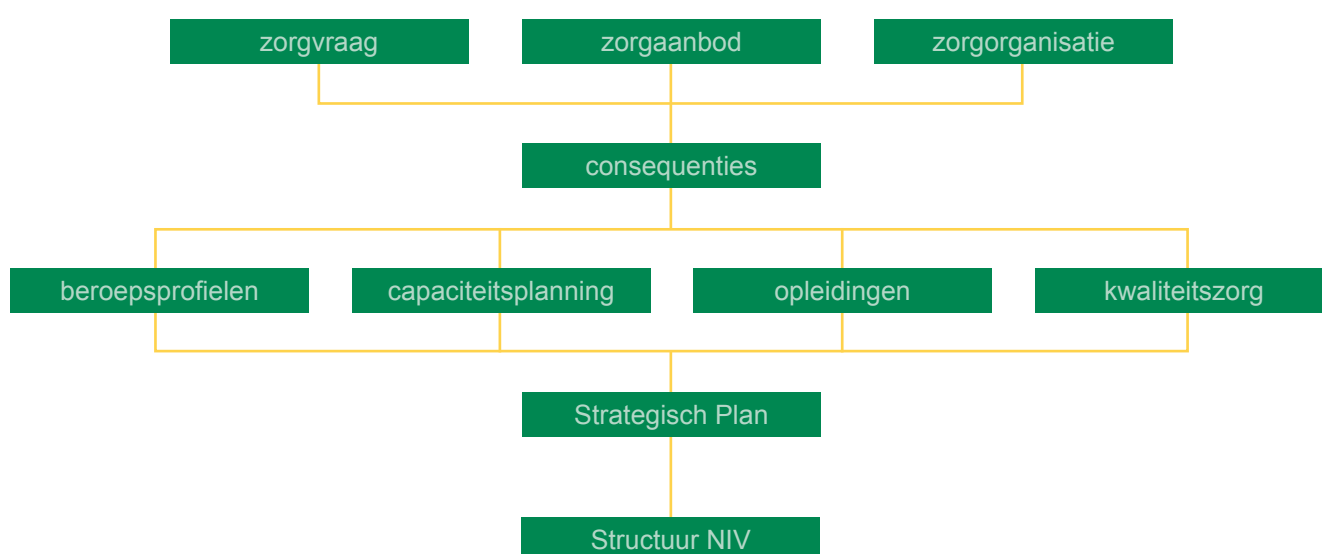 zorgvraag
zorgaanbod
zorgorganisatie
consequenties
beroepsprofielen
capaciteitsplanning
opleidingen
kwaliteitszorg
Strategisch Plan
Structuur NIV